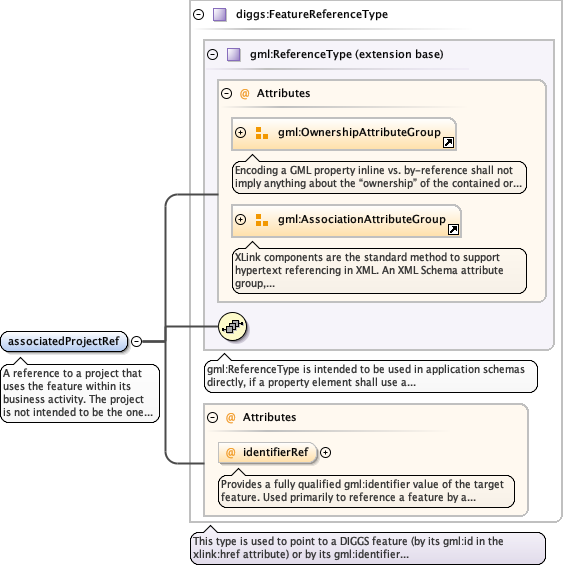 diggs:FeatureReferenceType
gml:ReferenceType (extension base)
@ Attributes
gml:OwnershipAttributeGroup
Encoding a GML property inline vs. by-reference shall not
imply anything about the “ownership” of the contained or...
gml:AssociationAttributeGroup
XLink components are the standard method to support
hypertext referencing in XML. An XML Schema attribute
group,...
associatedProjectRef
A reference to a project that
uses the feature within its
business activity. The project
is not intended to be the one...
gml:ReferenceType is intended to be used in application schemas
directly, if a property element shall use a...
@ Attributes
@ identifierRef
Provides a fully qualified gml:identifier value of the target
feature. Used primarily to reference a feature by a...
This type is used to point to a DIGGS feature (by its gml:id in the
xlink:href attribute) or by its gml:identifier...